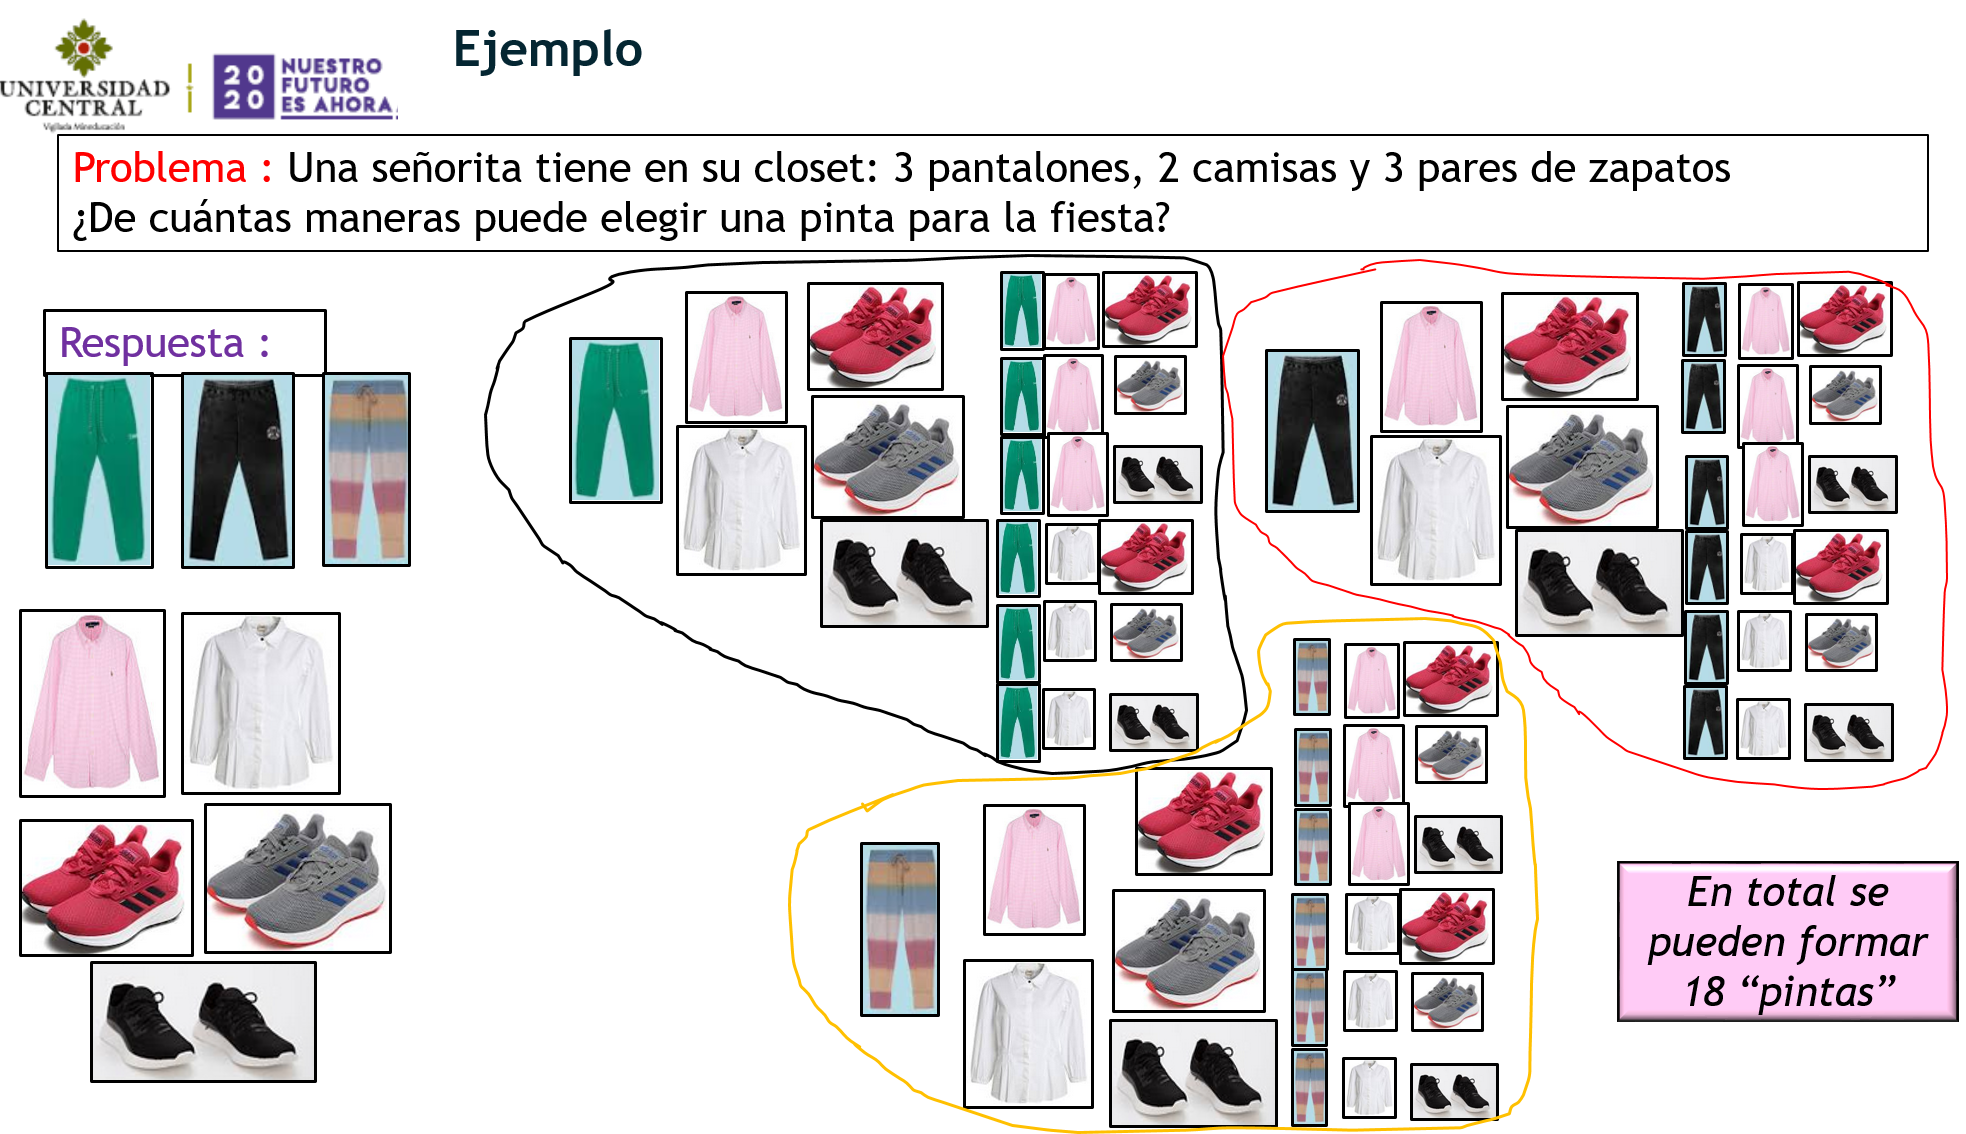 Ejemplo
UNIVERSIDAD
CENTRAL
Vigilada Mineducación
20
20
NUESTRO
FUTURO
ES AHORA
Problema : Una señorita tiene en su closet: 3 pantalones, 2 camisas y 3 pares de zapatos
¿De cuántas maneras puede elegir una pinta para la fiesta?
Respuesta :
En total se
pueden formar
18 “pintas”